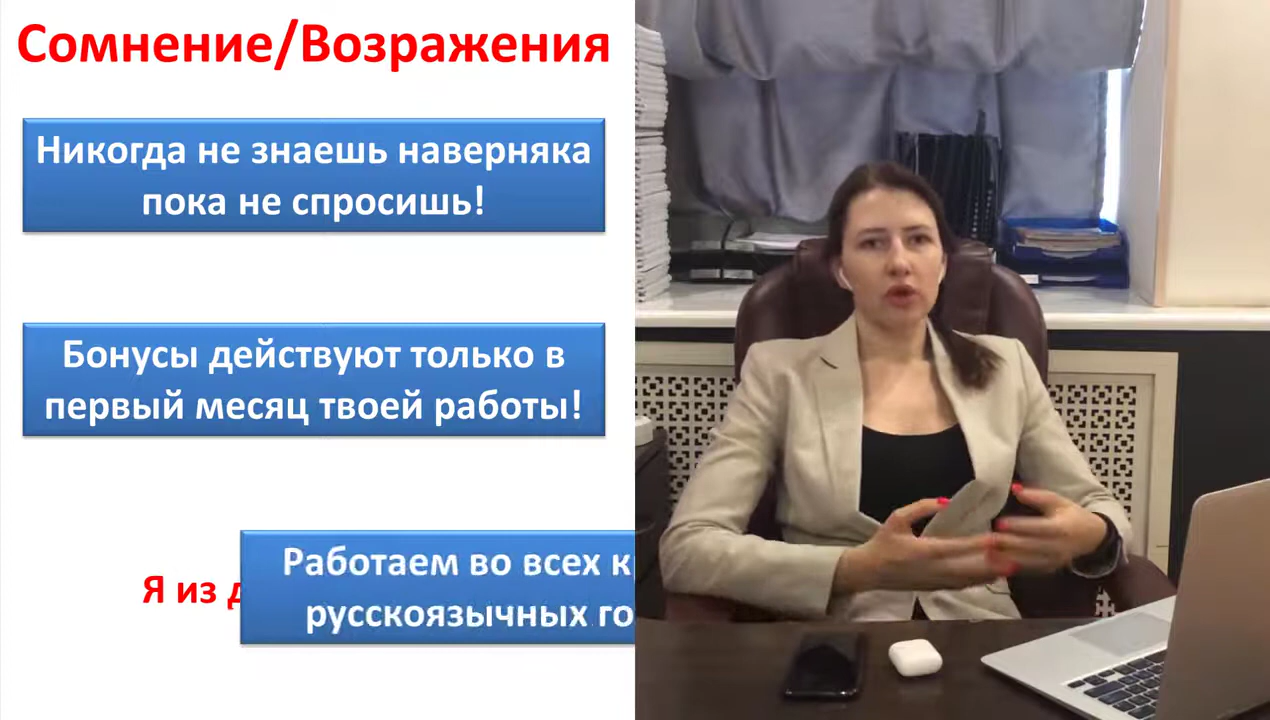 Сомнение/Возражения
Никогда не знаешь наверняка
пока не спросишь!
Бонусы действуют только в
первый месяц твоей работы!
Работаем во всех
Я из
русскоязычных